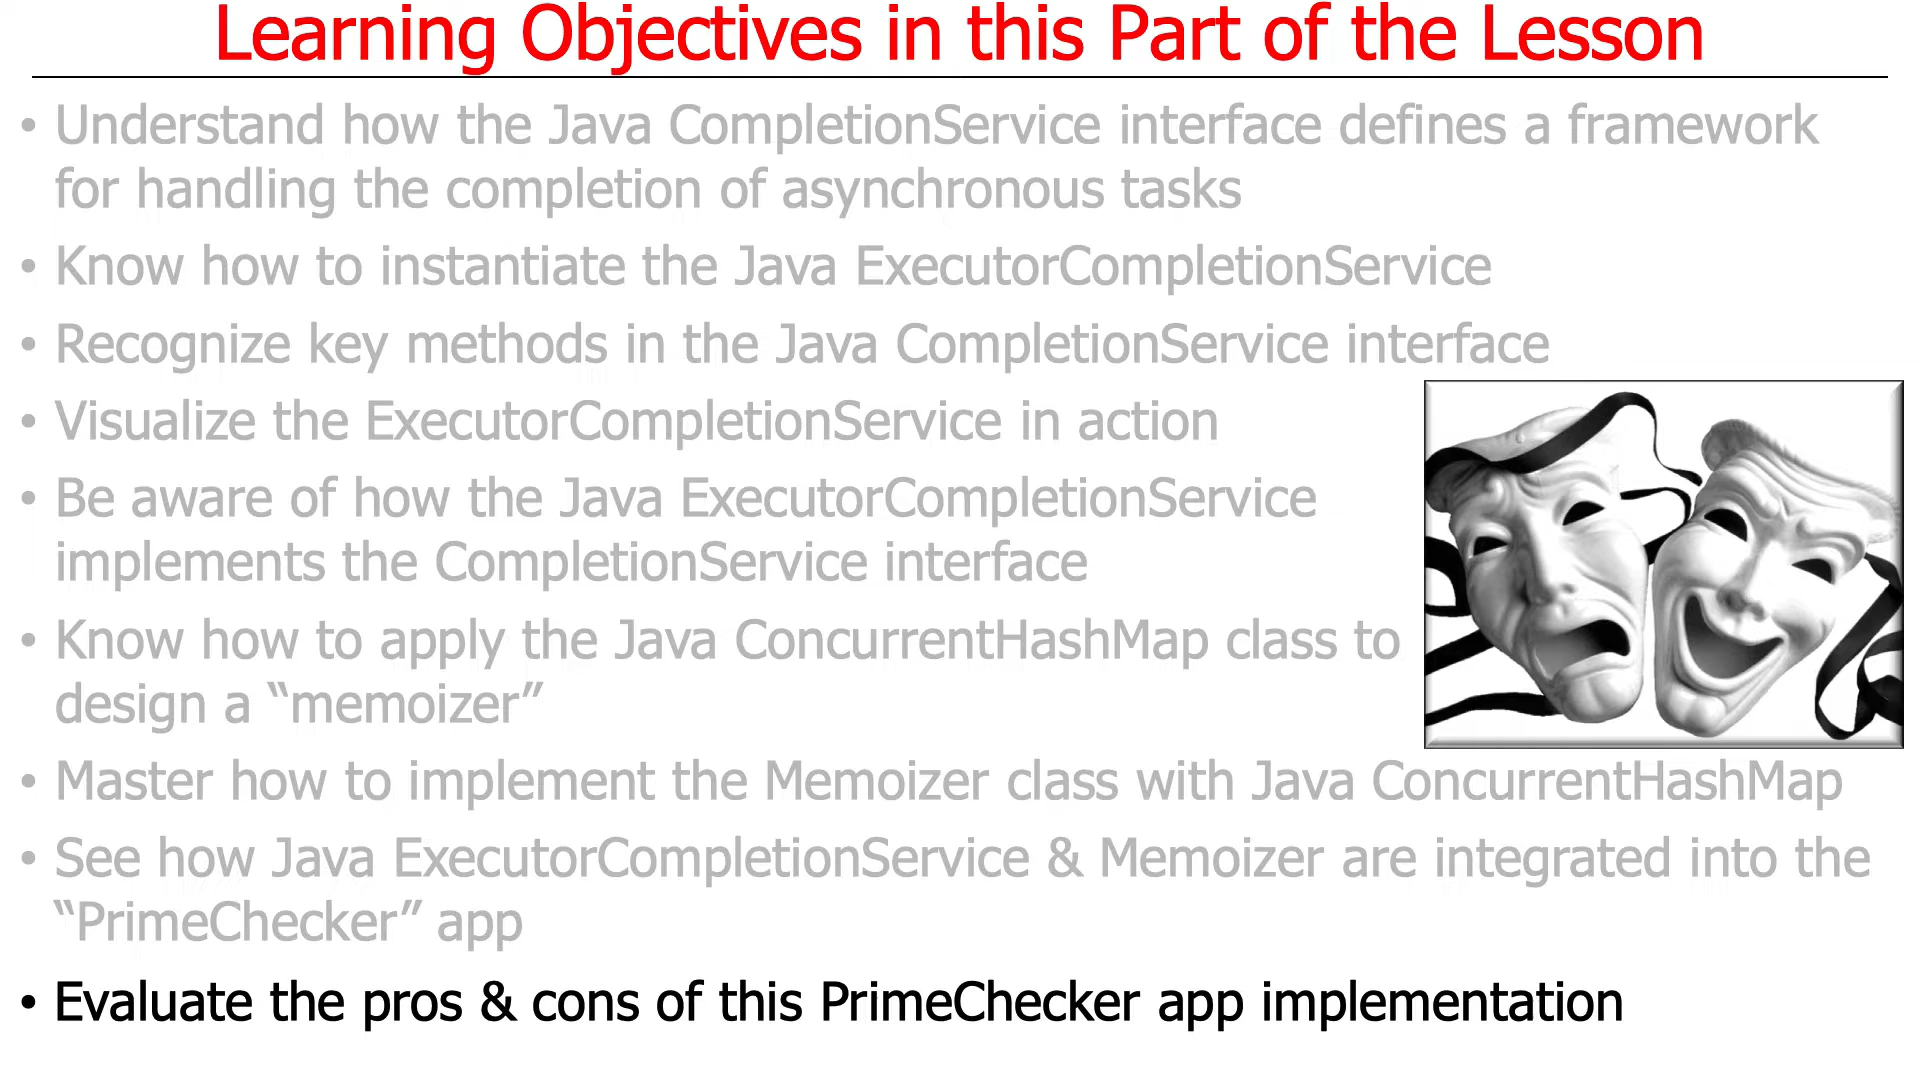 Learning Objectives in this Part of the Lesson
• Understand how the Java CompletionService interface defines a framework
for handling the completion of asynchronous tasks
• Know how to instantiate the Java ExecutorCompletionService
• Recognize key methods in the Java CompletionService interface
• Visualize the ExecutorCompletionService in action
• Be aware of how the Java ExecutorCompletionService
implements the CompletionService interface
• Know how to apply the Java ConcurrentHashMap class to
design a “memoizer”
• Master how to implement the Memoizer class with Java ConcurrentHashMap
• See how Java ExecutorCompletionService & Memoizer are integrated into the
“PrimeChecker” app
• Evaluate the pros & cons of this PrimeChecker app implementation